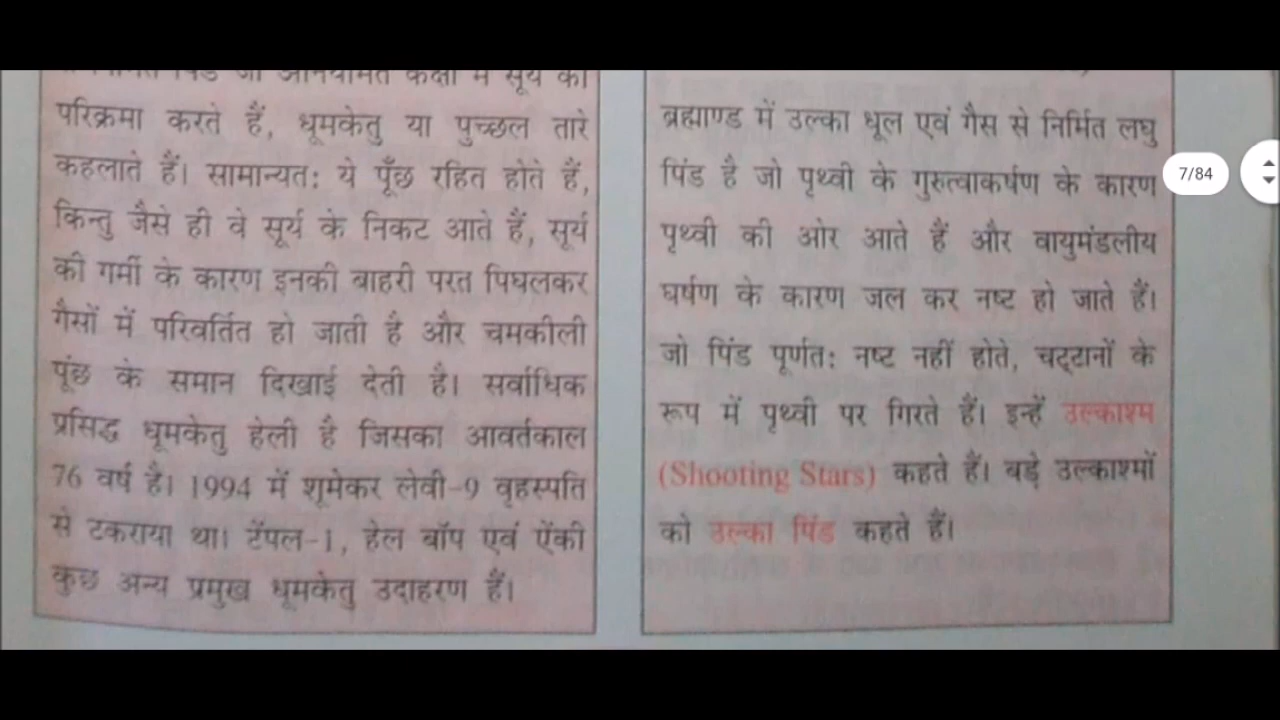 जो अनियमित कक्षा में सूर्य की
परिक्रमा करते हैं, धूमकेतु या पुच्छल तारे
कहलाते हैं। सामान्यत: ये पूँछ रहित होते हैं,
किन्तु जैसे ही वे सूर्य के निकट आते हैं, सूर्य
की गर्मी के कारण इनकी बाहरी परत पिघलकर
गैसों में परिवर्तित हो जाती है और चमकीली
पूंछ के समान दिखाई देती है। सर्वाधिक
प्रसिद्ध धूमकेतु हेली है जिसका आवर्तकाल
76 वर्ष है। 1994 में शूमेकर लेवी-9 वृहस्पति
से टकराया था। टेंपल-1, हेल बॉप एवं ऐंकी
कुछ अन्य प्रमुख धूमकेतु उदाहरण हैं।
ब्रह्माण्ड में उल्का धूल एवं गैस से निर्मित लघु
पिंड है जो पृथ्वी के गुरुत्वाकर्षण के कारण
पृथ्वी की ओर आते हैं और वायुमंडलीय
घर्षण के कारण जल कर नष्ट हो जाते हैं।
जो पिंड पूर्णत: नष्ट नहीं होते, चट्टानों के
रूप में पृथ्वी पर गिरते हैं। इन्हें उल्काश्म
(Shooting Stars) कहते हैं। बड़े उल्काश्मों
को उल्का पिंड कहते हैं।
7/84